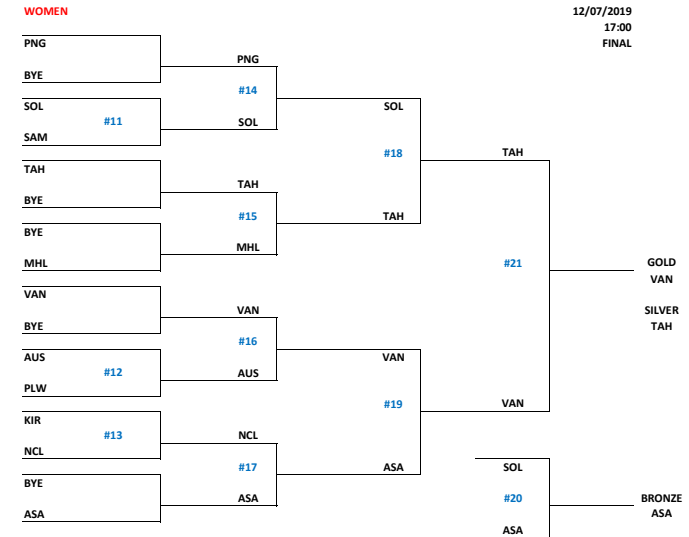 WOMEN
12/07/2019
17:00
FINAL
PNG
PNG
BYE
#14
SOL
SOL
#11
SOL
SAM
#18
TAH
TAH
TAH
BYE
#15
TAH
BYE
MHL
MHL
#21
GOLD
VAN
VAN
VAN
SILVER
BYE
TAH
#16
AUS
VAN
#12
AUS
PLW
#19
VAN
KIR
#13
NCL
NCL
#17
ASA
SOL
BYE
ASA
#20
BRONZE
ASA
ASA
ASA